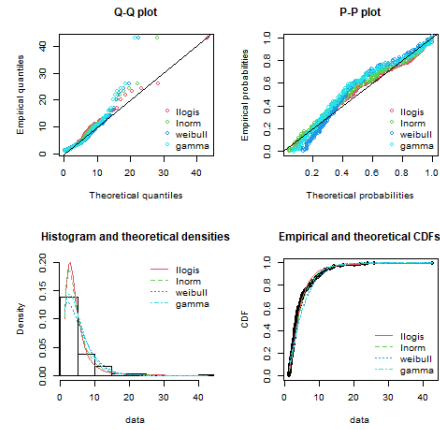 Q-Q plot
Empirical quantiles
0 10 20 30 40
0 10 20 30 40
Theoretical quantiles
llogis
lnorm
weibull
gamma
P-P plot
Empirical probabilities
0.0 0.2 0.4 0.6 0.8 1.0
0.2 0.4 0.6 0.8 1.0
Theoretical probabilities
llogis
lnorm
weibull
gamma
Histogram and theoretical densities
Density
0.00 0.05 0.10 0.15 0.20
0 10 20 30 40
data
llogis
lnorm
weibull
gamma
Empirical and theoretical CDFs
CDF
0.0 0.2 0.4 0.6 0.8 1.0
0 10 20 30 40
data
llogis
lnorm
weibull
gamma